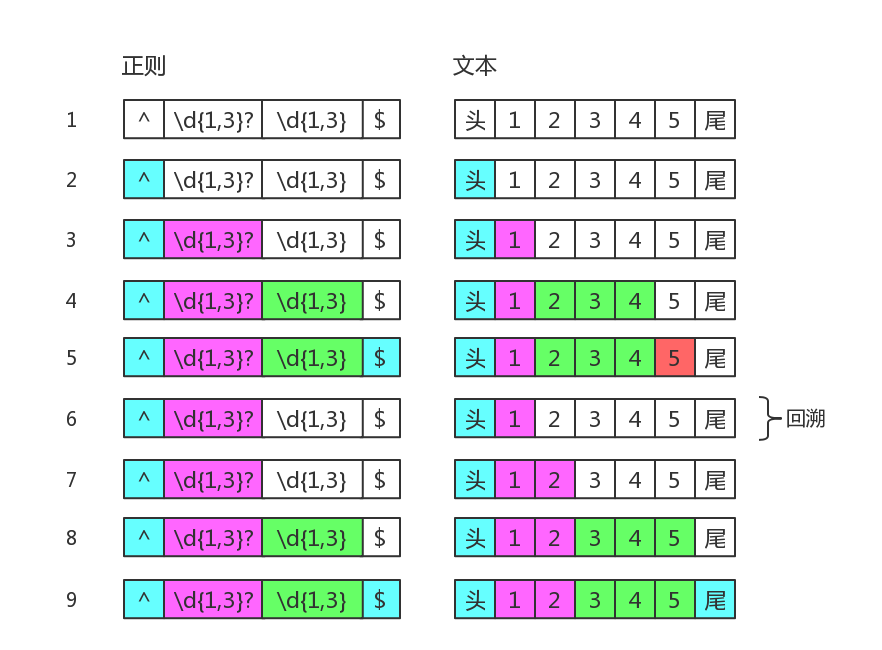 正则 文本
1 ^ \d{1,3}? \d{1,3} $ 头 1 2 3 4 5 尾
2 ^ \d{1,3}? \d{1,3} $ 头 1 2 3 4 5 尾
3 ^ \d{1,3}? \d{1,3} $ 头 1 2 3 4 5 尾
4 ^ \d{1,3}? \d{1,3} $ 头 1 2 3 4 5 尾
5 ^ \d{1,3}? \d{1,3} $ 头 1 2 3 4 5 尾
6 ^ \d{1,3}? \d{1,3} $ 头 1 2 3 4 5 尾 回溯
7 ^ \d{1,3}? \d{1,3} $ 头 1 2 3 4 5 尾
8 ^ \d{1,3}? \d{1,3} $ 头 1 2 3 4 5 尾
9 ^ \d{1,3}? \d{1,3} $ 头 1 2 3 4 5 尾